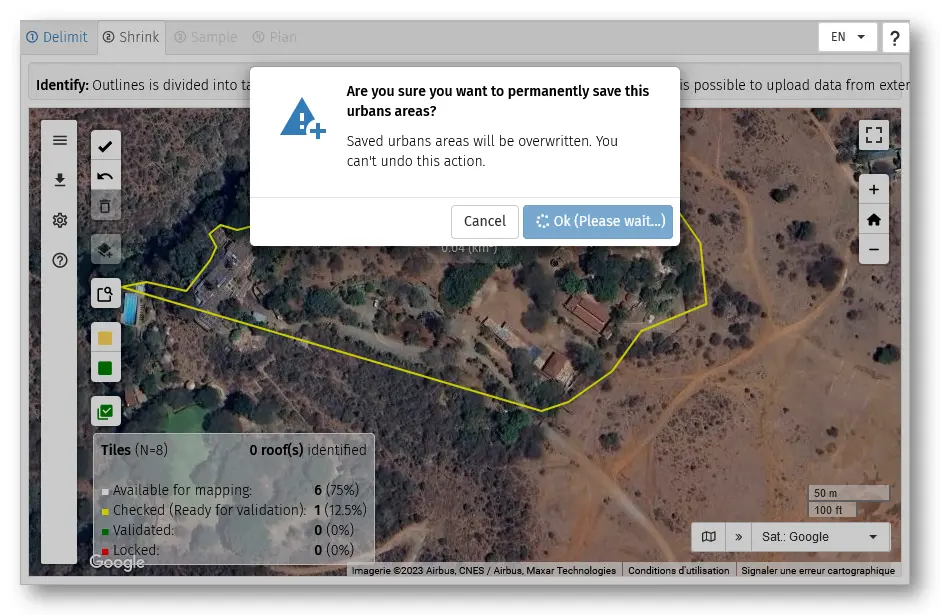 ① Delimit ② Shrink ③ Sample ④ Plan
EN ?
Identify: Outlines is divided into ta
is possible to upload data from exter
Are you sure you want to permanently save this
urbans areas?
Saved urbans areas will be overwritten. You
can't undo this action.
Cancel Ok (Please wait...)
0.04 (km²)
Tiles (N=8) 0 roof(s) identified
Available for mapping: 6 (75%)
Checked (Ready for validation): 1 (12.5%)
Validated: 0 (0%)
Locked: 0 (0%)
Google
50 m
100 ft
» Sat.: Google
Imagerie ©2023 Airbus, CNES / Airbus, Maxar Technologies Conditions d'utilisation Signaler une erreur cartographique